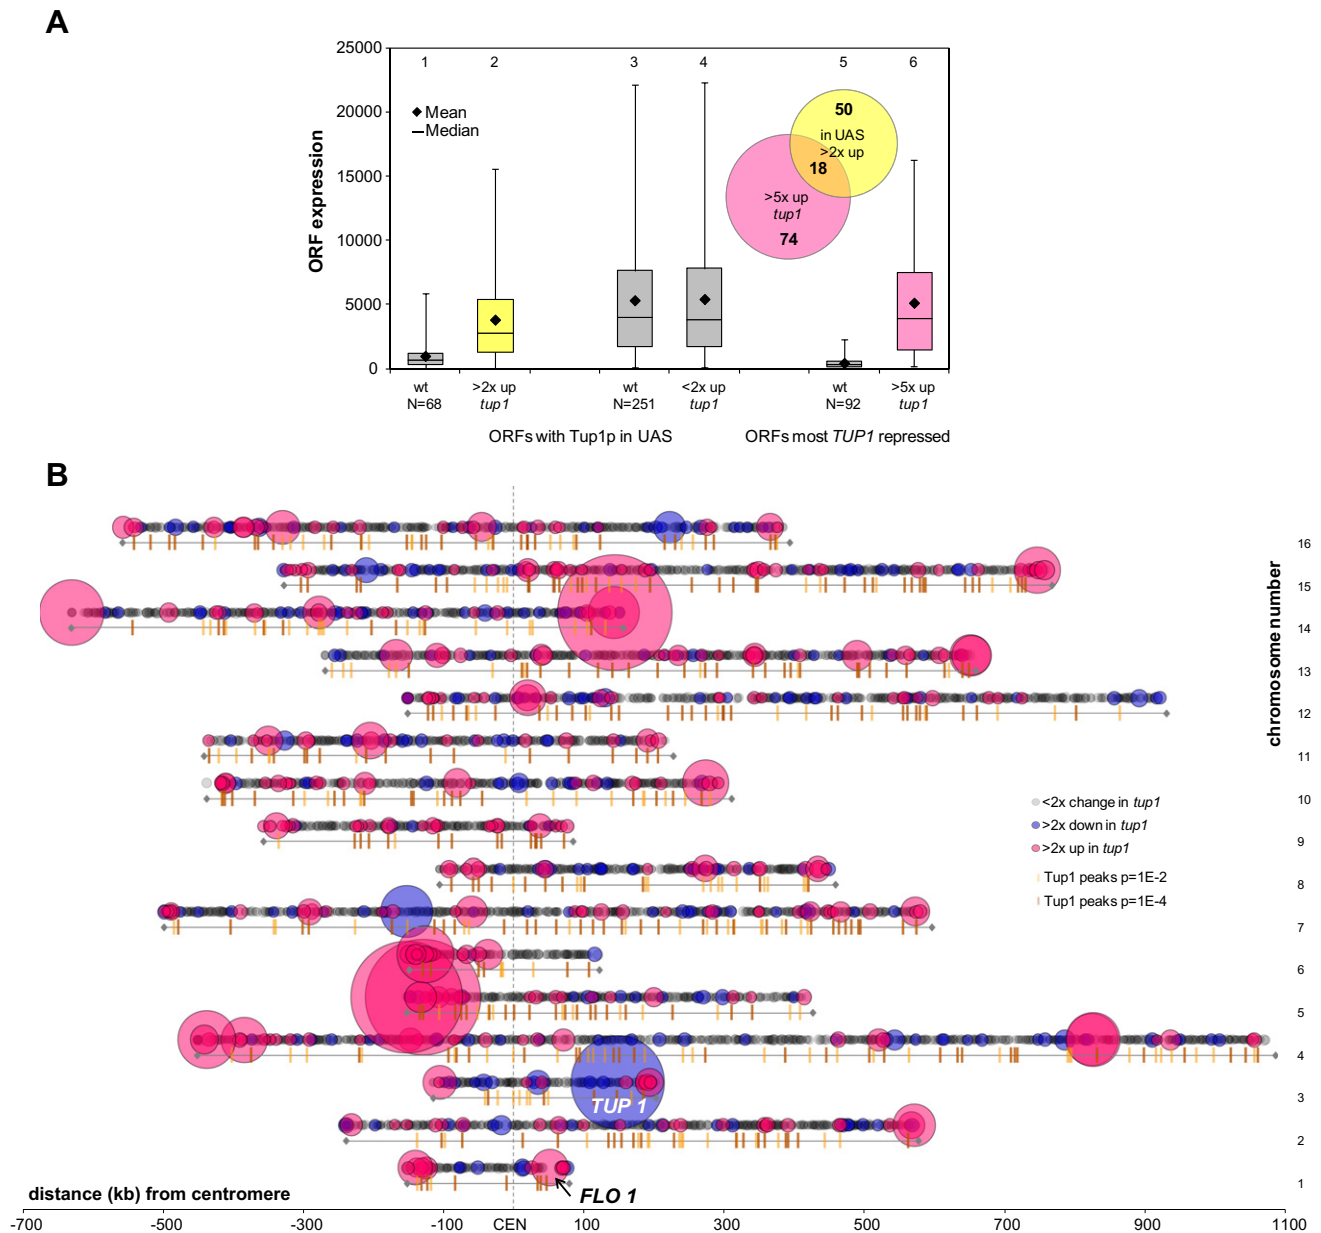 A
25000
20000
15000
10000
5000
0
ORF expression
1 2 3 4 5 6
Mean
Median
50
in UAS
>2x up
18
>5x up
tup1
74
wt
N=68
>2x up
tup1
wt
N=251
<2x up
tup1
wt
N=92
>5x up
tup1
ORFs with Tup1p in UAS
ORFs most TUP1 repressed
B
chromosome number
16
15
14
13
12
11
10
9
8
7
6
5
4
3
2
1
<2x change in tup1
>2x down in tup1
>2x up in tup1
Tup1 peaks p=1E-2
Tup1 peaks p=1E-4
TUP 1
FLO 1
distance (kb) from centromere
-700 -500 -300 -100 CEN 100 300 500 700 900 1100